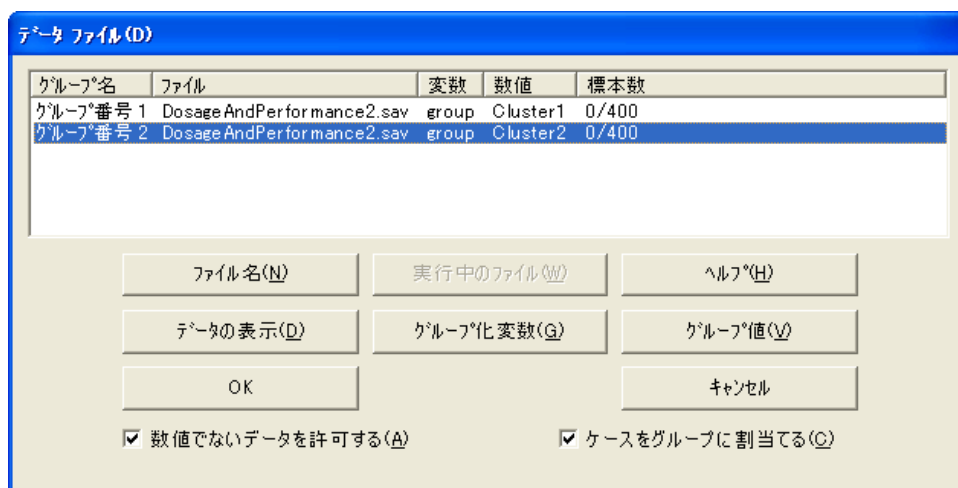 データ ファイル(D)
グループ名 ファイル 変数 数値 標本数
グループ番号 1 DosageAndPerformance2.sav group Cluster1 0/400
グループ番号 2 DosageAndPerformance2.sav group Cluster2 0/400
ファイル名(N) 実行中のファイル(W) ヘルプ(H)
データの表示(D) グループ化変数(G) グループ値(V)
OK キャンセル
数値でないデータを許可する(A) ケースをグループに割当てる(C)